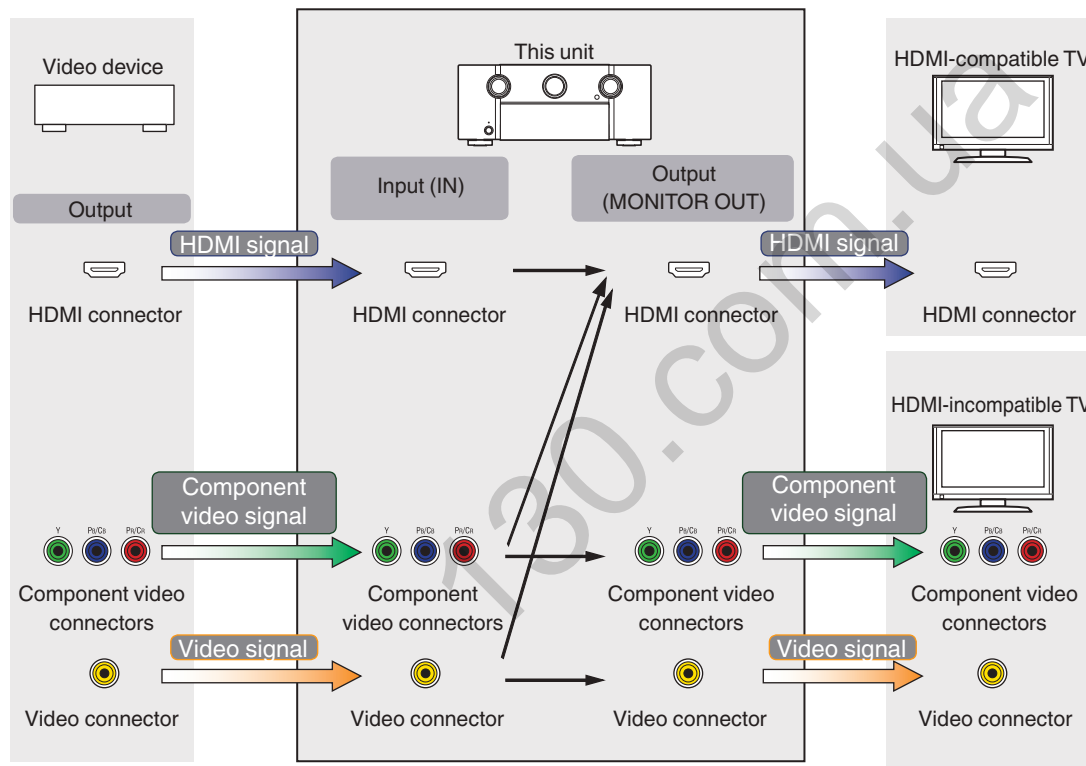 Video device
Output
HDMI connector
Component video
connectors
Video connector
HDMI signal
Component
video signal
Video signal
This unit
Input (IN)
Output
(MONITOR OUT)
HDMI connector
HDMI connector
Y PB/CB PR/CR
Y PB/CB PR/CR
Component
video connectors
Component video
connectors
Video connector
Video connector
HDMI signal
Component
video signal
Video signal
HDMI-compatible TV
HDMI connector
HDMI-incompatible TV
Y PB/CB PR/CR
Component video
connectors
Video connector
Y PB/CB PR/CR
130.com.ua